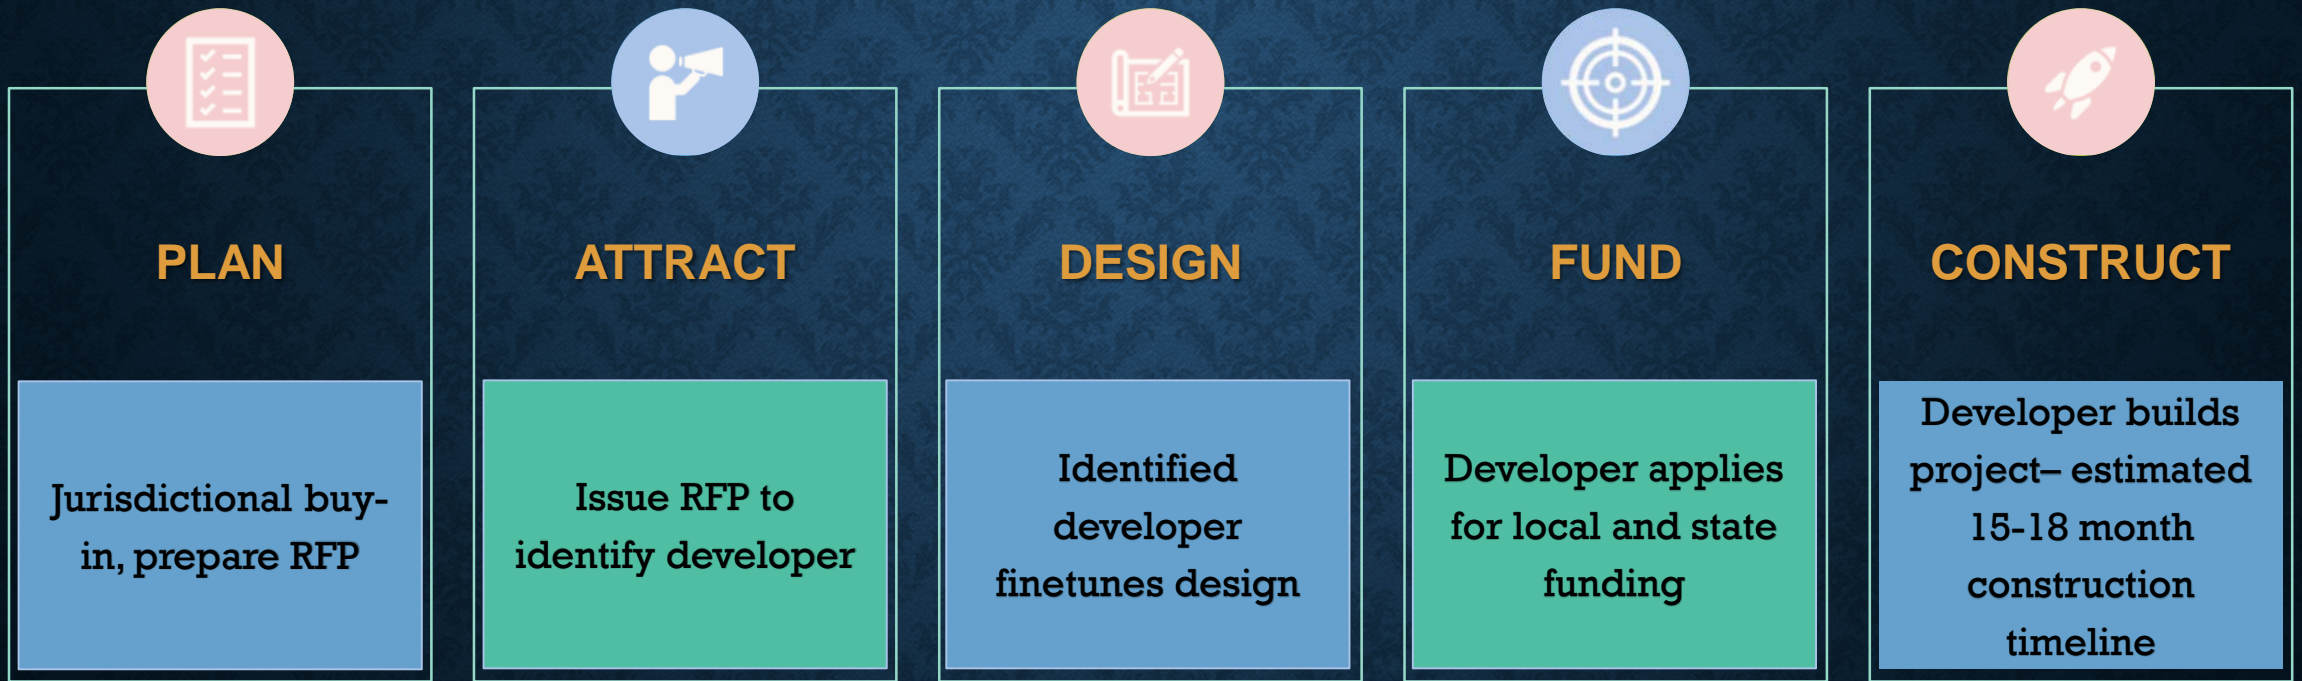 PLAN
Jurisdictional buy-
in, prepare RFP
ATTRACT
Issue RFP to
identify developer
DESIGN
Identified
developer
finetunes design
FUND
Developer applies
for local and state
funding
CONSTRUCT
Developer builds
project– estimated
15-18 month
construction
timeline